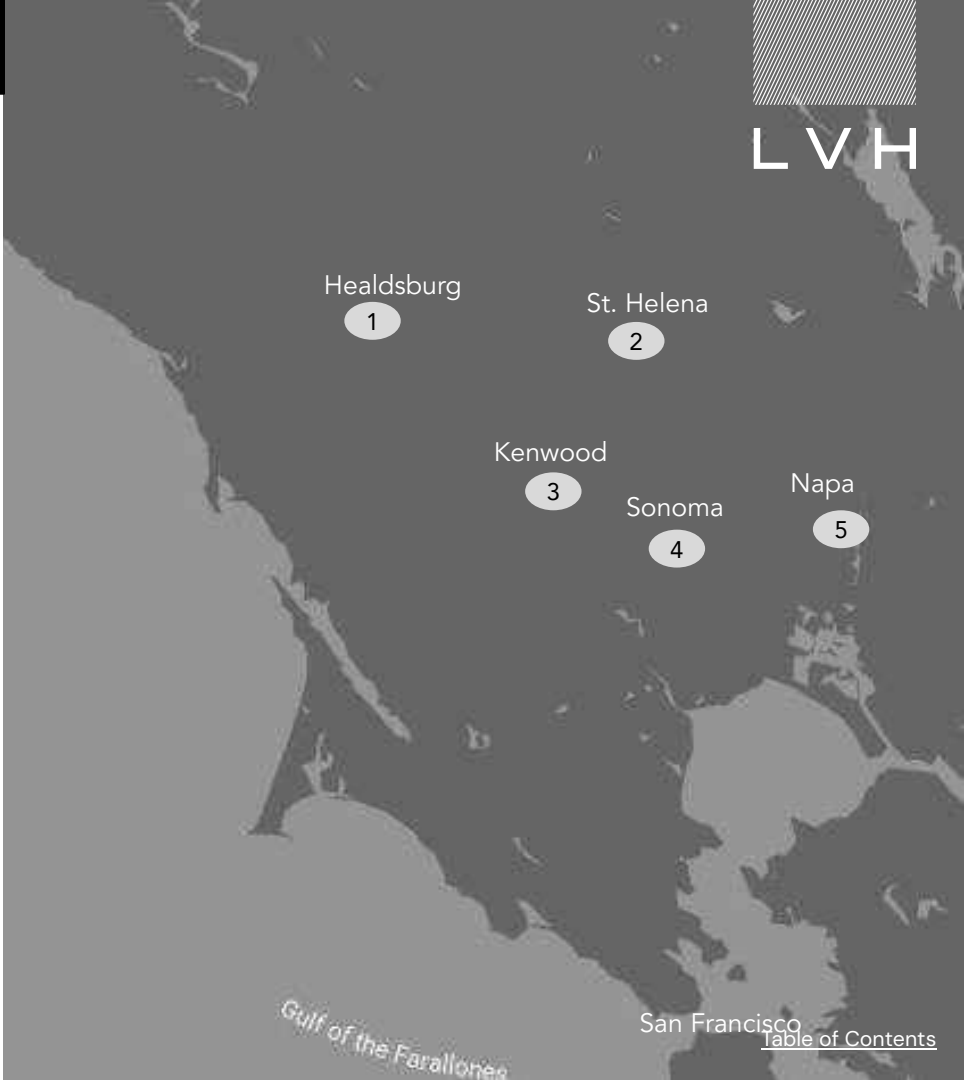 LVH
Healdsburg
1
St. Helena
2
Kenwood
3
Sonoma
4
Napa
5
San Francisco
Table of Contents
Gulf of the Farallones